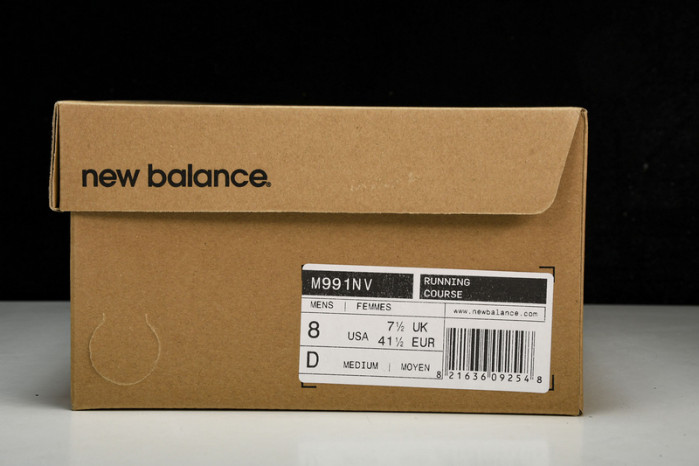 new balance®
M991NV
RUNNING
COURSE
MENS | FEMMES
www.newbalance.com
8
USA
7½ UK
41½ EUR
D
MEDIUM | MOYEN
8 21636 09254 8